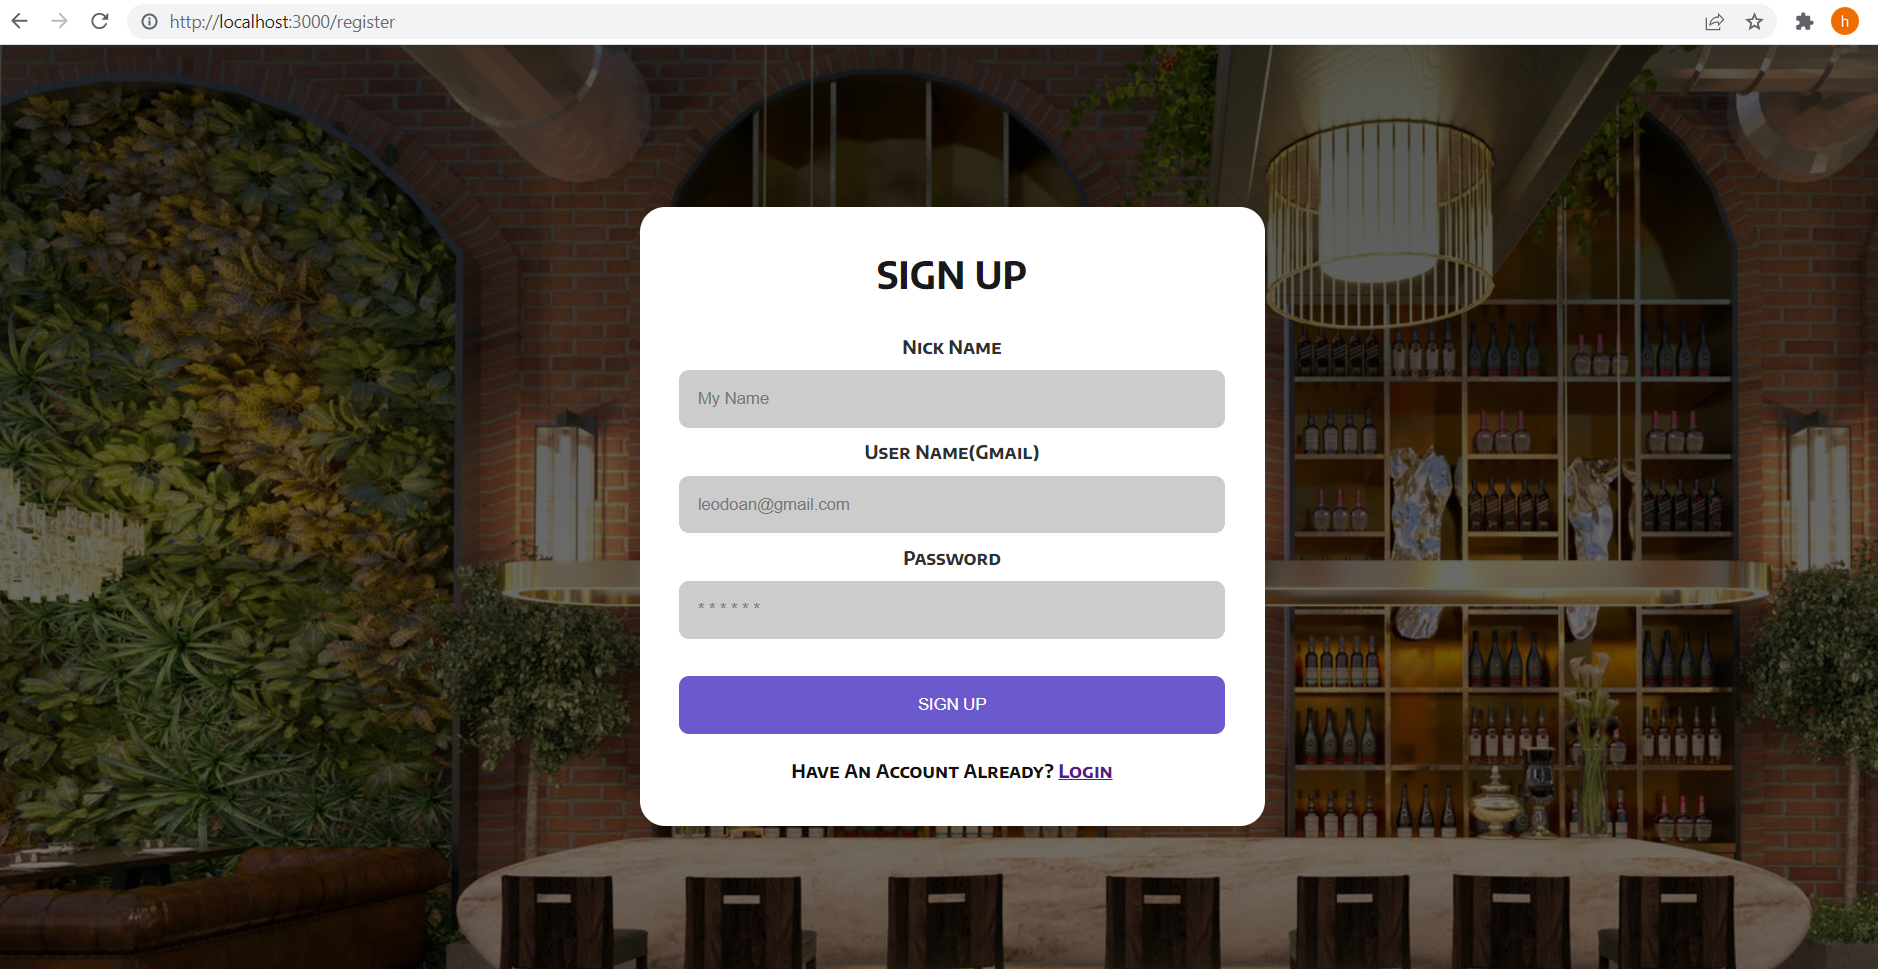 http://localhost:3000/register
h
SIGN UP
Nick Name
My Name
User Name(Gmail)
leodoan@gmail.com
Password
* * * * * *
SIGN UP
Have An Account Already? Login